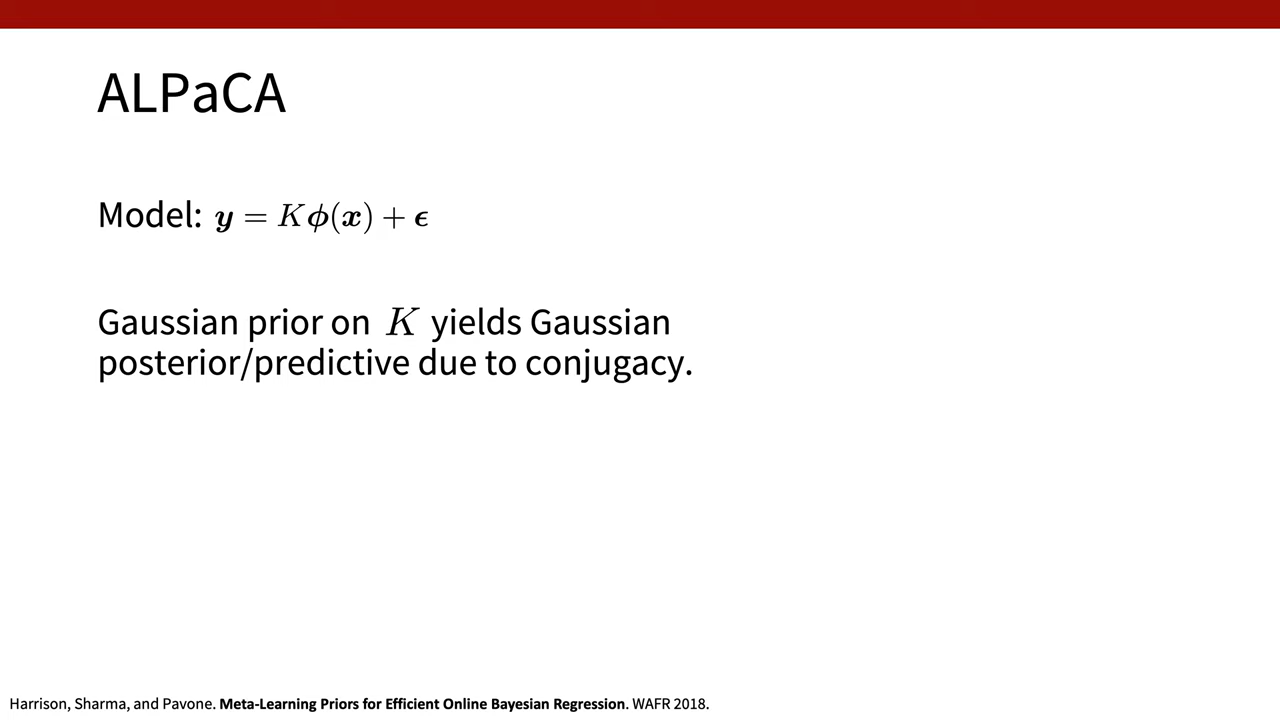 ALPaCA
Model: y = Kϕ(x) + ϵ
Gaussian prior on K yields Gaussian
posterior/predictive due to conjugacy.
Harrison, Sharma, and Pavone. Meta-Learning Priors for Efficient Online Bayesian Regression. WAFR 2018.